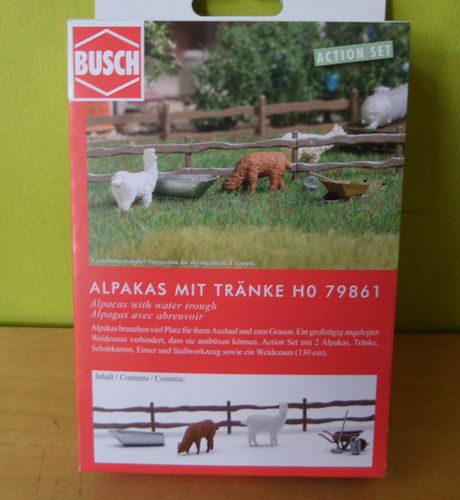 BUSCH
ACTION SET
Gestaltungsbeispiel/Suggestion for arrangement/Exemple.
ALPAKAS MIT TRÄNKE H0 79861
Alpacas with water trough
Alpagas avec abreuvoir
Alpakas brauchen viel Platz für ihren Auslauf und zum Grasen. Ein großzügig angelegter
Weidezaun verhindert, dass sie ausbüxen können. Action Set mit 2 Alpakas, Tränke,
Schubkarren, Eimer und Stallwerkzeug sowie ein Weidezaun (130 cm).
Inhalt / Contents / Contenu: